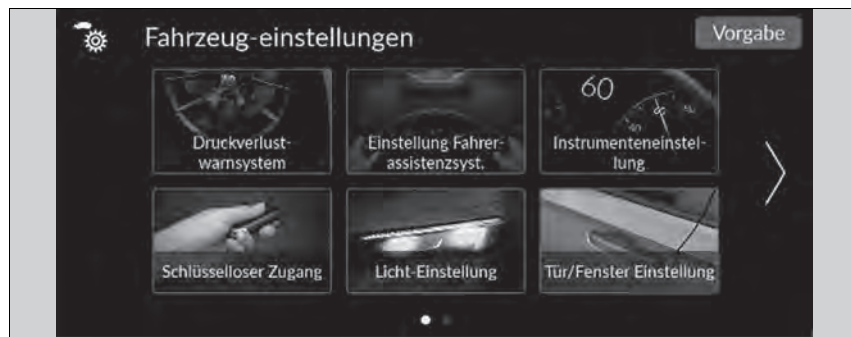 Fahrzeug-einstellungen
Vorgabe
Druckverlust-
warnsystem
Einstellung Fahrer-
assistenzsyst.
60
Instrumenteneinstel-
lung
Schlüsselloser Zugang
Licht-Einstellung
Tür/Fenster Einstellung